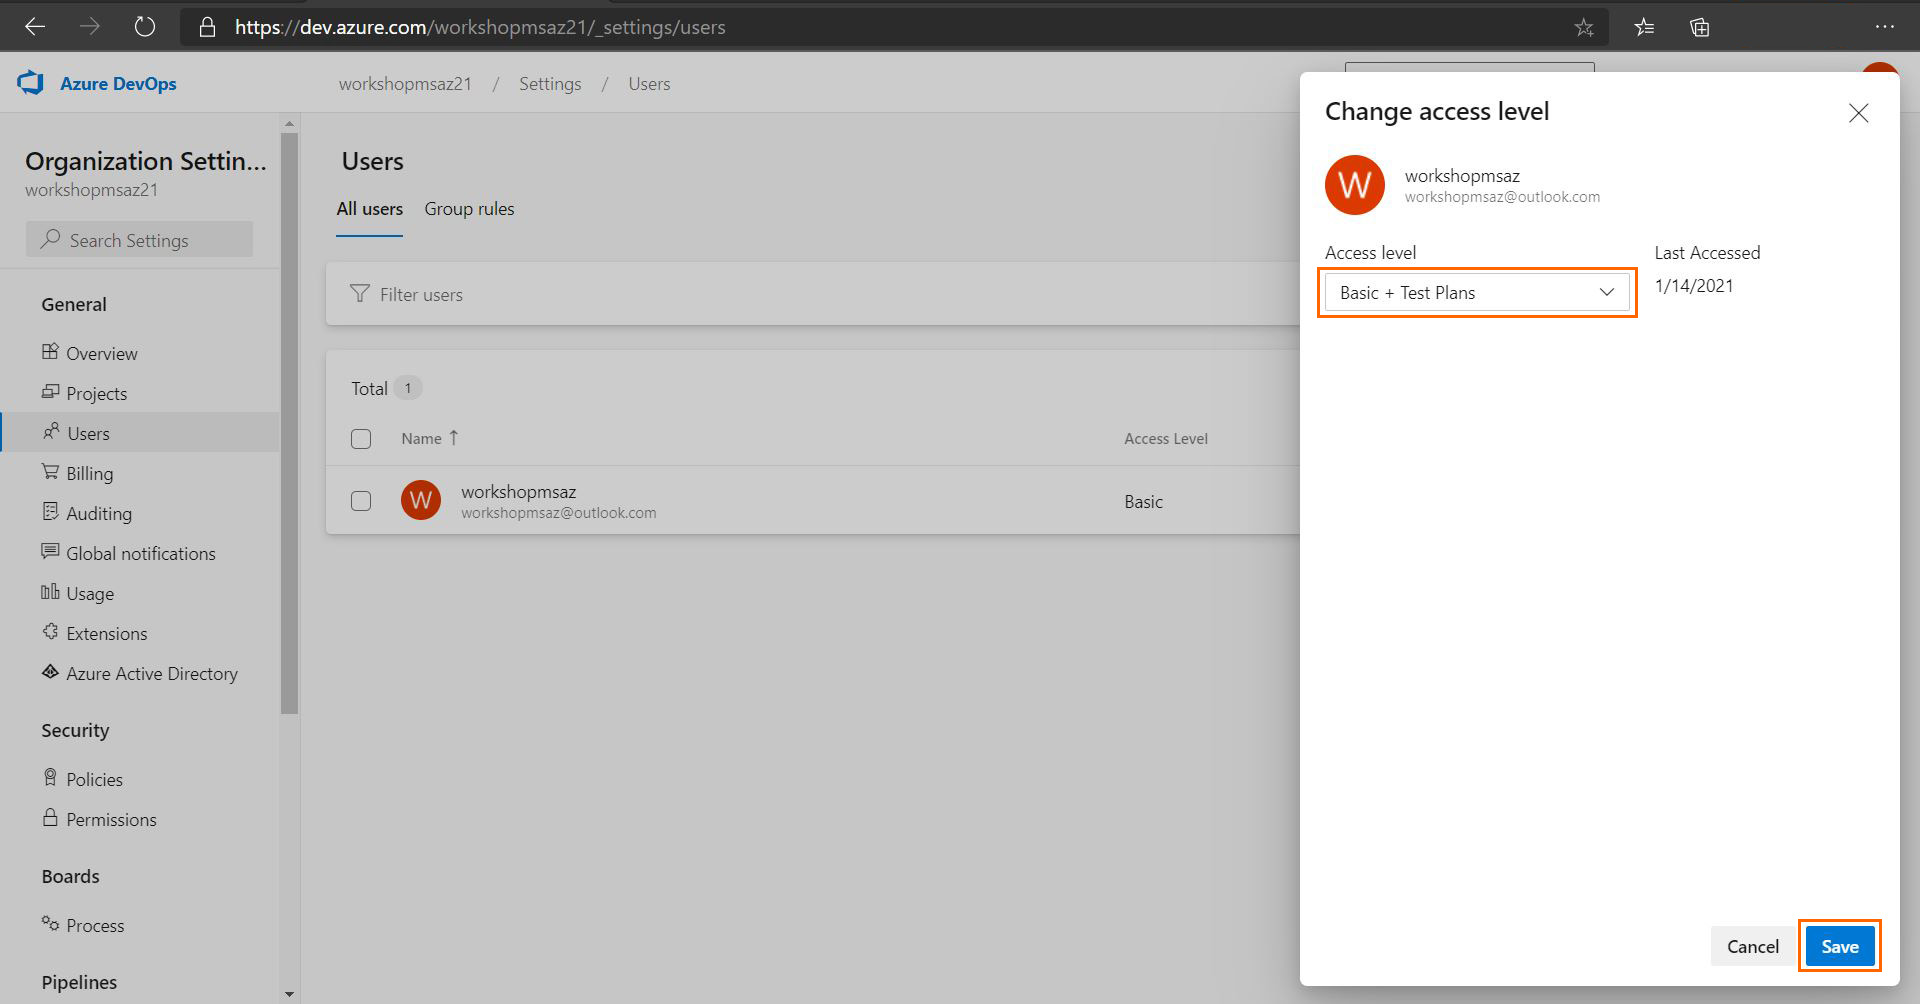 https://dev.azure.com/workshopmsaz21/_settings/users
Azure DevOps
workshopmsaz21 / Settings / Users
Organization Settin...
workshopmsaz21
Search Settings
General
Overview
Projects
Users
Billing
Auditing
Global notifications
Usage
Extensions
Azure Active Directory
Security
Policies
Permissions
Boards
Process
Pipelines
Users
All users Group rules
Filter users
Total 1
Name ↑ Access Level
W workshopmsaz Basic
workshopmsaz@outlook.com
Change access level
W workshopmsaz
workshopmsaz@outlook.com
Access level Last Accessed
Basic + Test Plans 1/14/2021
Cancel Save